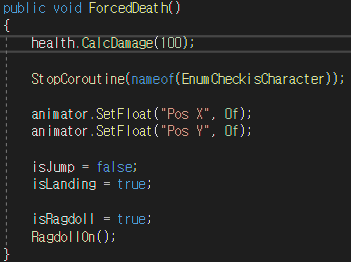 public void ForcedDeath()
{
health.CalcDamage(100);
StopCoroutine(nameof(EnumCheckisCharacter));
animator.SetFloat("Pos X", 0f);
animator.SetFloat("Pos Y", 0f);
isJump = false;
isLanding = true;
isRagdoll = true;
RagdollOn();
}